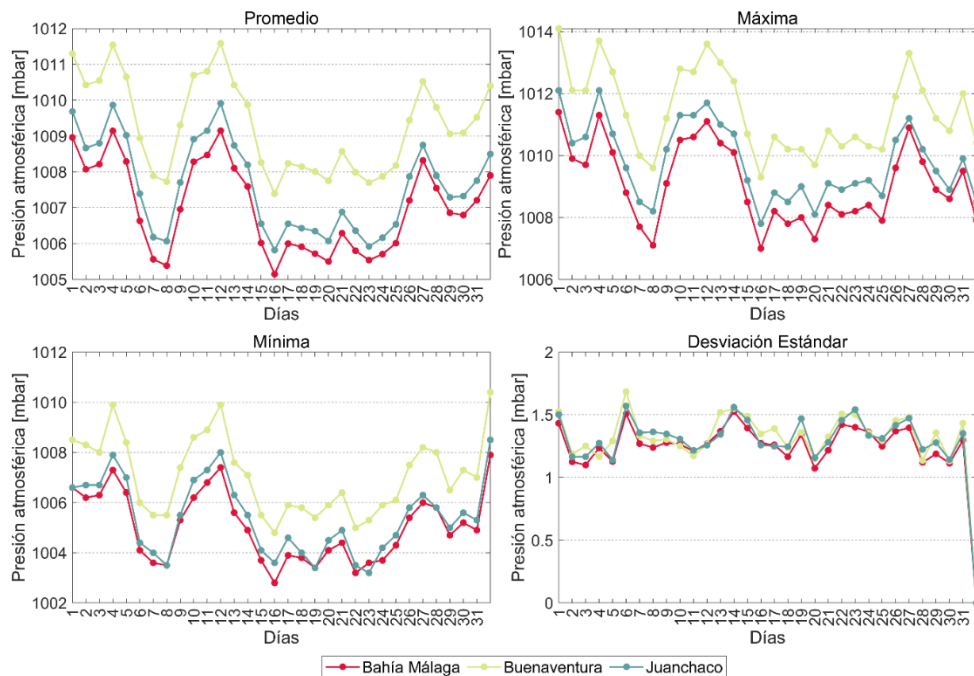 Promedio
Presión atmosférica [mbar]
1012
1011
1010
1009
1008
1007
1006
1005
1 2 3 4 5 6 7 8 9 10 11 12 13 14 15 16 17 18 19 20 21 22 23 24 25 26 27 28 29 30 31
Días
Máxima
Presión atmosférica [mbar]
1014
1012
1010
1008
1006
1 2 3 4 5 6 7 8 9 10 11 12 13 14 15 16 17 18 19 20 21 22 23 24 25 26 27 28 29 30 31
Días
Mínima
Presión atmosférica [mbar]
1012
1010
1008
1006
1004
1002
1 2 3 4 5 6 7 8 9 10 11 12 13 14 15 16 17 18 19 20 21 22 23 24 25 26 27 28 29 30 31
Días
Desviación Estándar
Presión atmosférica [mbar]
2
1.5
1
0.5
0
1 2 3 4 5 6 7 8 9 10 11 12 13 14 15 16 17 18 19 20 21 22 23 24 25 26 27 28 29 30 31
Días
Bahía Málaga Buenaventura Juanchaco